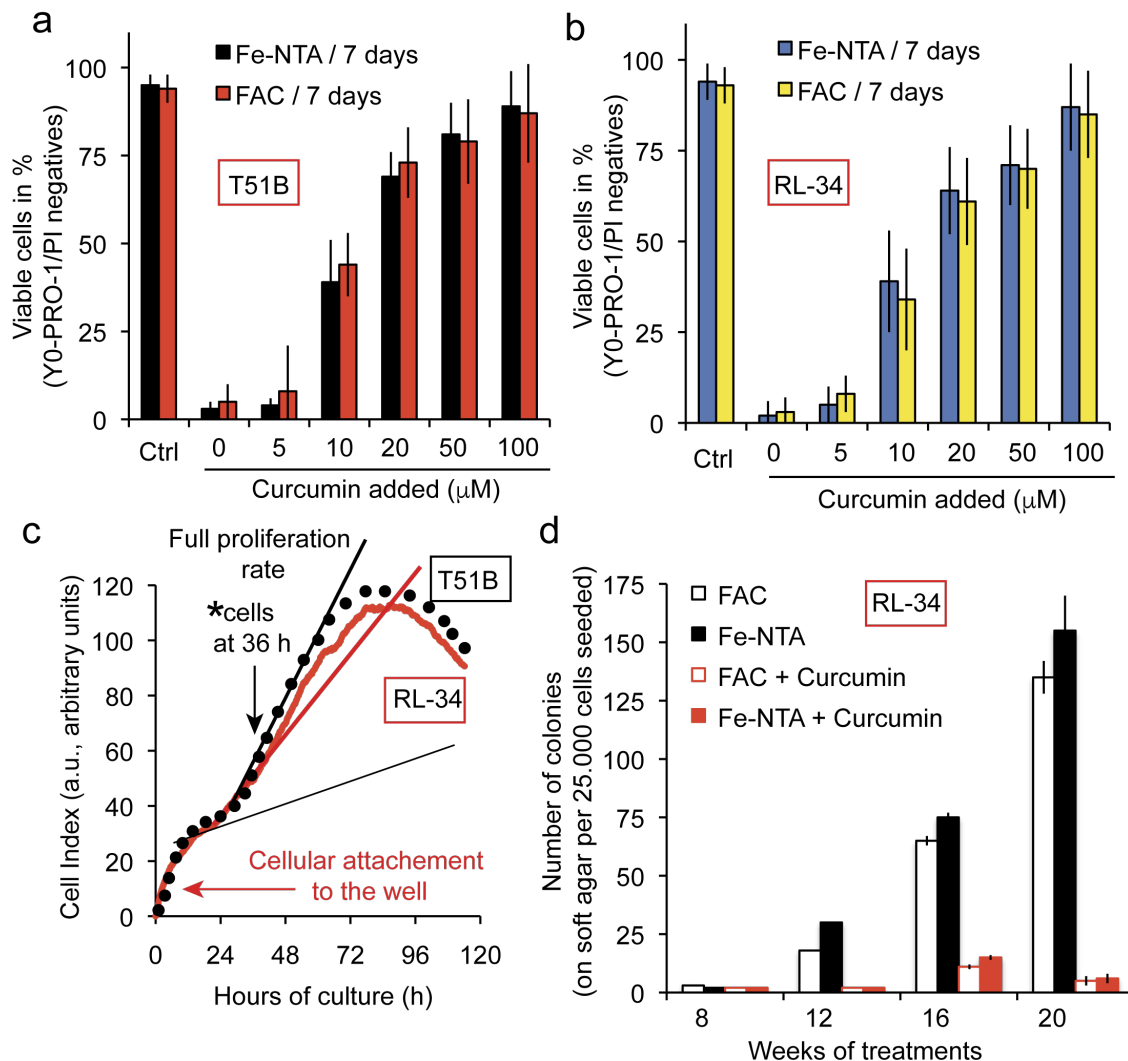 a
Fe-NTA / 7 days
FAC / 7 days
T51B
Viable cells in %
(Y0-PRO-1/PI negatives)
100
75
50
25
0
Ctrl 0 5 10 20 50 100
Curcumin added (μM)
b
Fe-NTA / 7 days
FAC / 7 days
RL-34
Viable cells in %
(Y0-PRO-1/PI negatives)
100
75
50
25
0
Ctrl 0 5 10 20 50 100
Curcumin added (μM)
c
Full proliferation
rate
*cells
at 36 h
T51B
RL-34
Cellular attachement
to the well
Cell Index (a.u., arbitrary units)
120
100
80
60
40
20
0
0 24 48 72 96 120
Hours of culture (h)
d
FAC
Fe-NTA
FAC + Curcumin
Fe-NTA + Curcumin
RL-34
Number of colonies
(on soft agar per 25.000 cells seeded)
175
150
125
100
75
50
25
0
8 12 16 20
Weeks of treatments